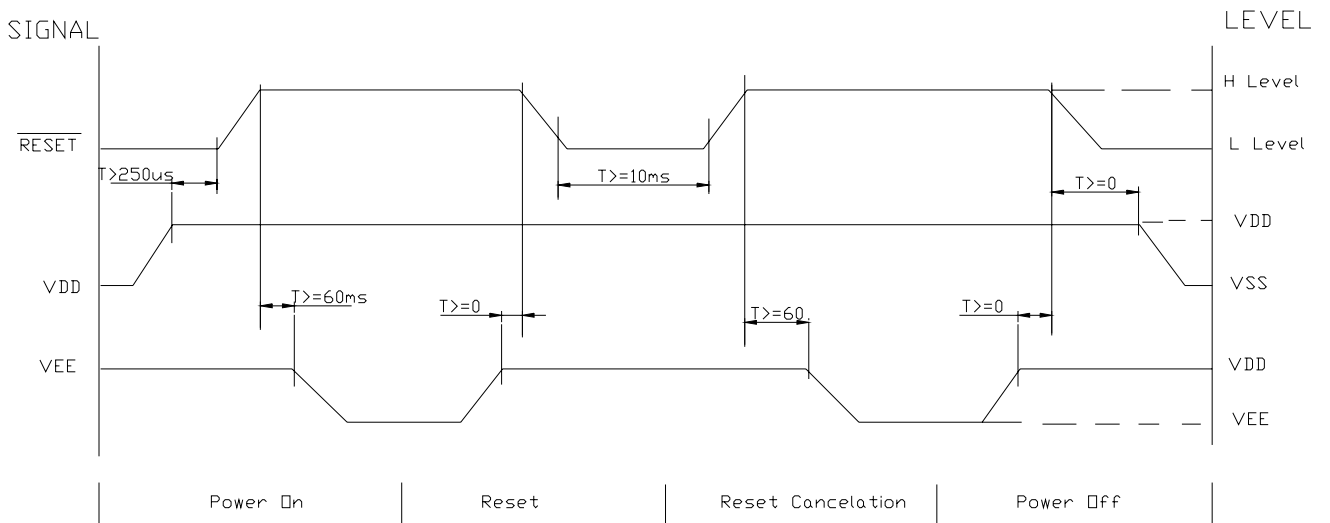 SIGNAL
LEVEL
H Level
RESET
L Level
T>250us
T>=10ms
T>=0
VDD
VDD
VSS
T>=60ms
T>=0
T>=60.
T>=0
VEE
VDD
VEE
Power On
Reset
Reset Cancelation
Power Off